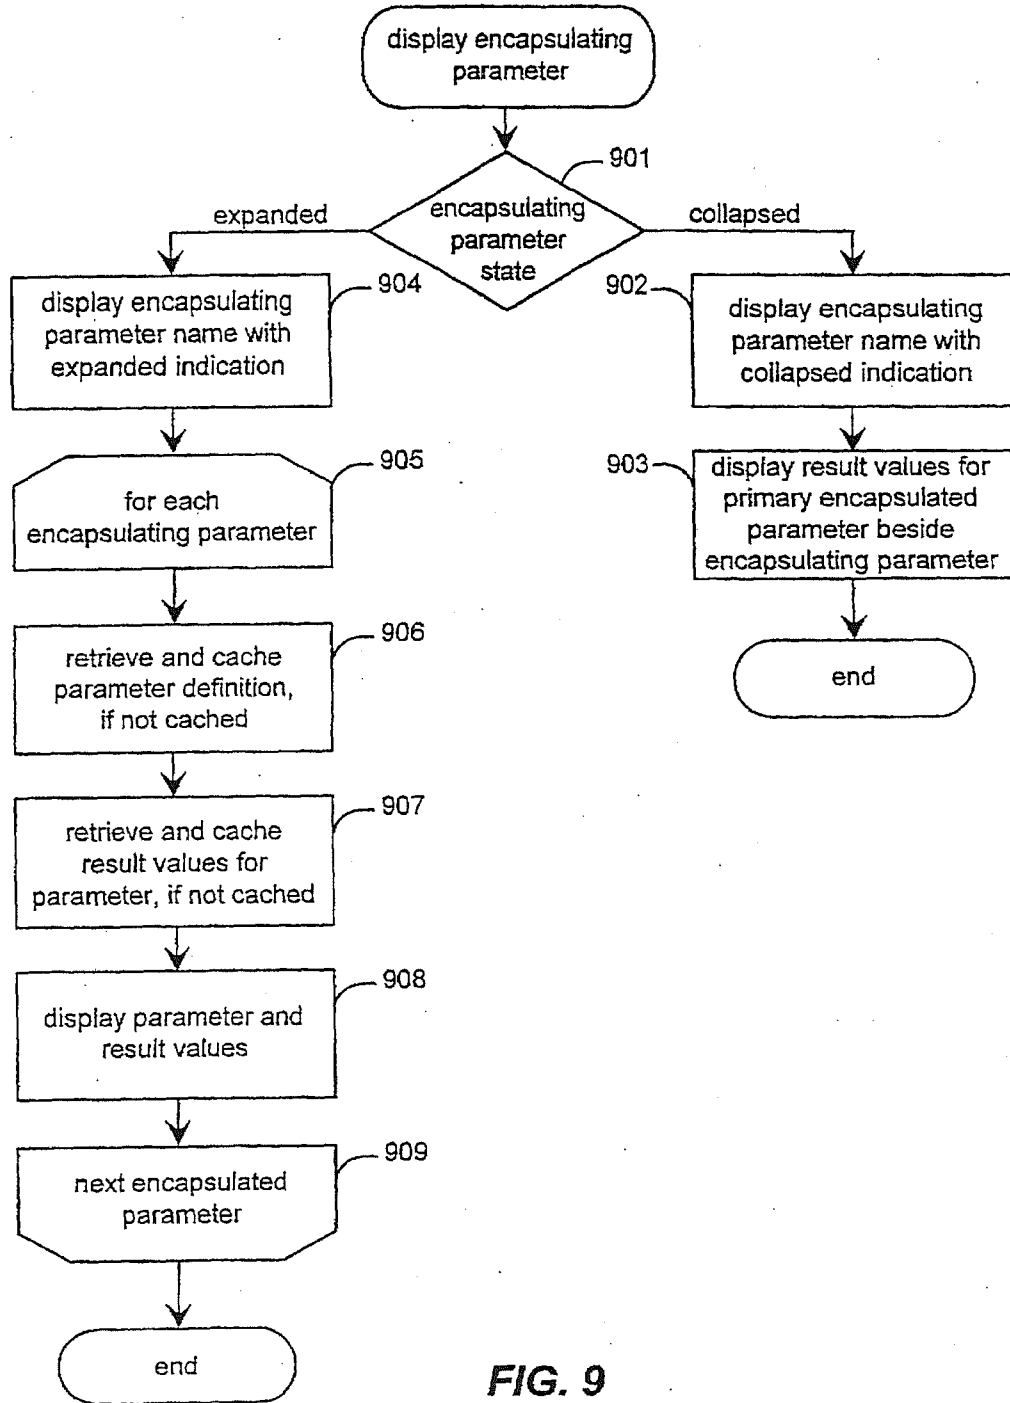 display encapsulating
parameter
901
encapsulating
parameter
state
expanded
collapsed
904
display encapsulating
parameter name with
expanded indication
902
display encapsulating
parameter name with
collapsed indication
905
for each
encapsulating parameter
903
display result values for
primary encapsulated
parameter beside
encapsulating parameter
906
retrieve and cache
parameter definition,
if not cached
end
907
retrieve and cache
result values for
parameter, if not cached
908
display parameter and
result values
909
next encapsulated
parameter
end
FIG. 9